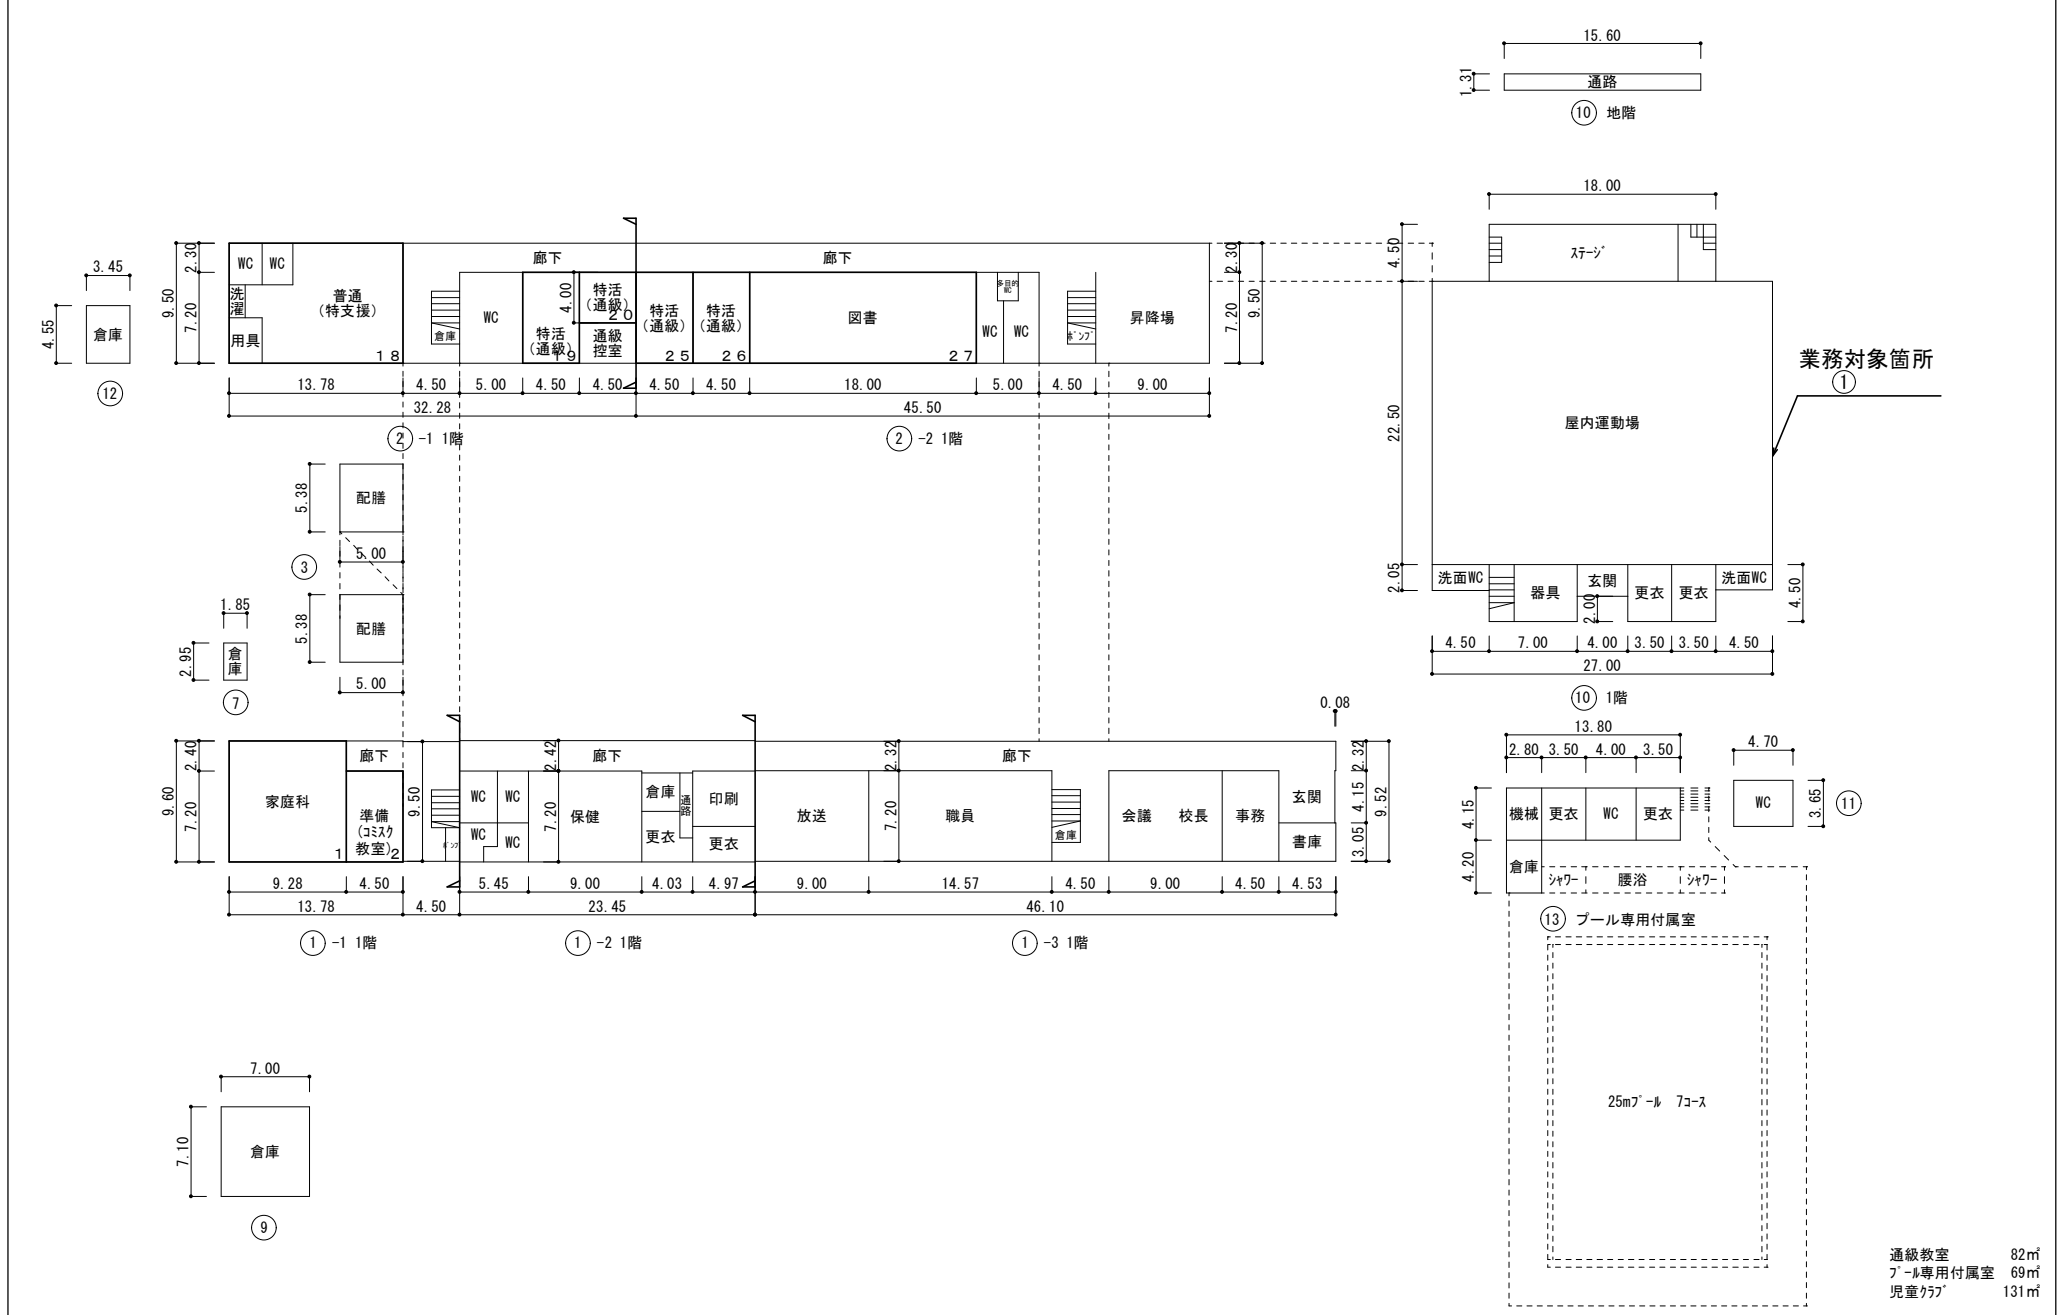 15.60
1.31
通路
⑩ 地階
18.00
4.50
ステージ
22.50
屋内運動場
業務対象箇所
①
2.05
洗面WC
器具
玄関
2.00
更衣
更衣
洗面WC
4.50
4.50 7.00 4.00 3.50 3.50 4.50
27.00
⑩ 1階
3.45
4.55
倉庫
⑫
9.50
2.30
7.20
WC WC
洗濯
用具
普通
(特支援)
18
廊下
倉庫
WC
特活
(通級)
19
4.00
特活
(通級)
20
通級
控室
廊下
特活
(通級)
25
特活
(通級)
26
図書
27
多目的
WC
WC WC
ポンプ
昇降場
2.30
7.20
9.50
13.78 4.50 5.00 4.50 4.50 4.50 4.50 18.00 5.00 4.50 9.00
32.28 45.50
②-1 1階
②-2 1階
5.38
配膳
5.00
③
5.38
配膳
5.00
1.85
2.95
倉庫
⑦
0.08
9.60
2.40
7.20
家庭科
1
廊下
準備
(コミスク
教室)
2
9.50
ポンプ
2.42
廊下
WC WC
WC WC
7.20
保健
倉庫
更衣
通路
印刷
更衣
2.32
廊下
放送
7.20
職員
倉庫
会議 校長
事務
玄関
書庫
2.32
4.15
3.05
9.52
9.28 4.50 5.45 9.00 4.03 4.97 9.00 14.57 4.50 9.00 4.50 4.53
13.78 4.50 23.45 46.10
①-1 1階
①-2 1階
①-3 1階
13.80
2.80 3.50 4.00 3.50
4.15
4.20
機械 更衣 WC 更衣
倉庫
シャワー 腰浴 シャワー
4.70
WC
3.65
⑪
⑬ プール専用付属室
25mプール 7コース
7.00
7.10
倉庫
⑨
通級教室 82㎡
プール専用付属室 69㎡
児童クラブ 131㎡